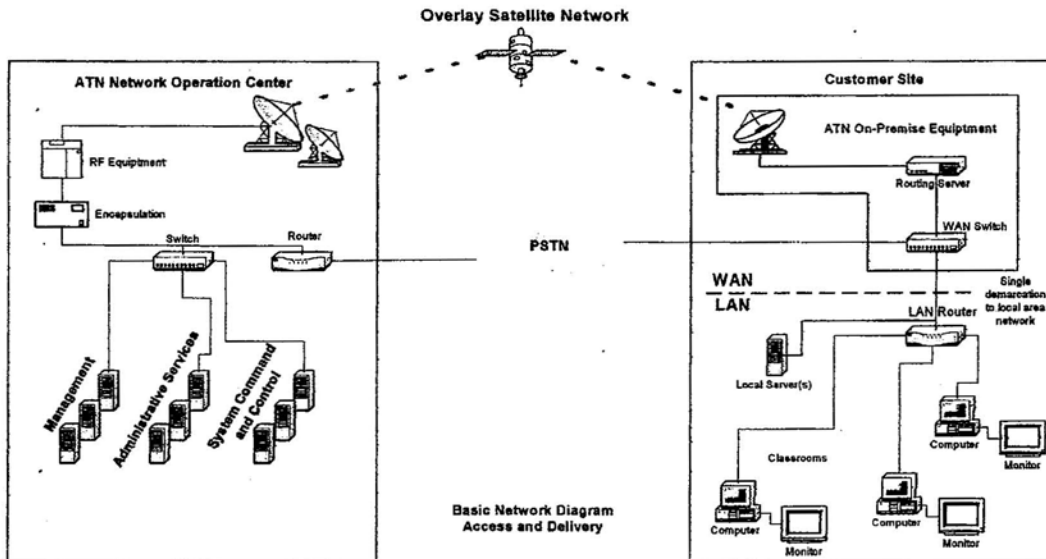 Overlay Satellite Network
ATN Network Operation Center
RF Equiptment
Encapsulation
Switch
Router
Management
Administrative Services
System Command
and Control
PSTN
Basic Network Diagram
Access and Delivery
Customer Site
ATN On-Premise Equiptment
Routing Server
WAN Switch
WAN
LAN
Single
demarcation
to local area
network
LAN Router
Local Server(s)
Classrooms
Computer
Monitor
Computer
Monitor
Computer
Monitor